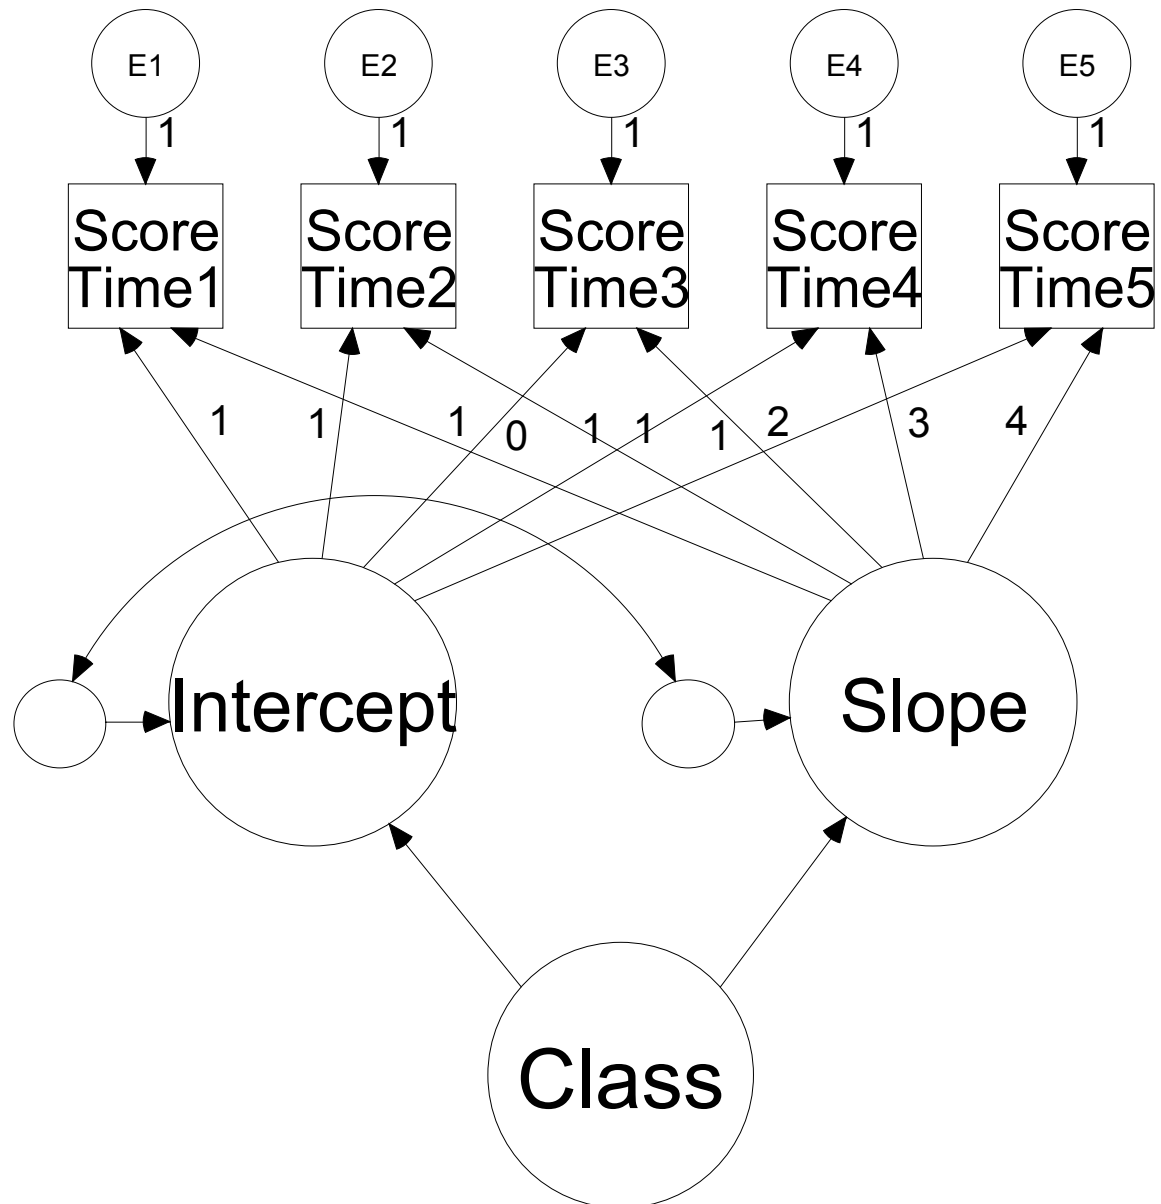 E1 E2 E3 E4 E5
1 1 1 1 1
Score Score Score Score Score
Time1 Time2 Time3 Time4 Time5
1 1 1 0 1 1 1 2 3 4
Intercept Slope
Class